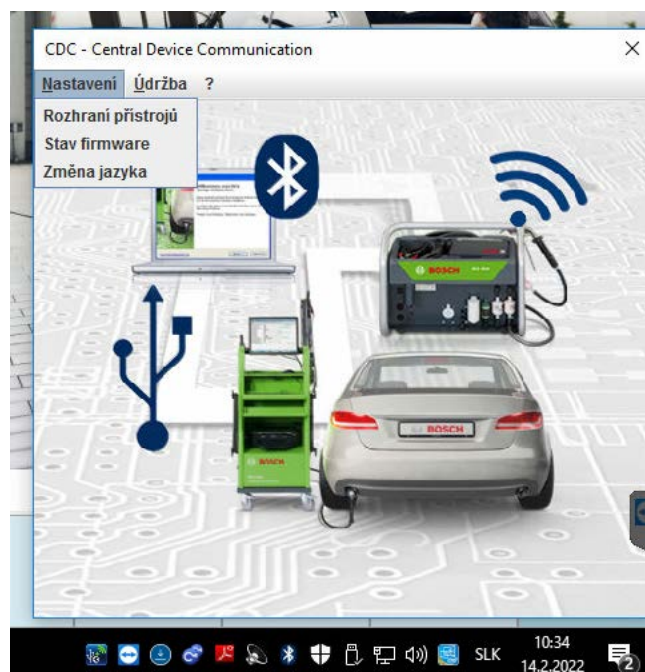 CDC - Central Device Communication
Nastavení Údržba ?
Rozhraní přístrojů
Stav firmware
Změna jazyka
BOSCH
BOSCH
BOSCH
SLK
10:34
14.2.2022
2